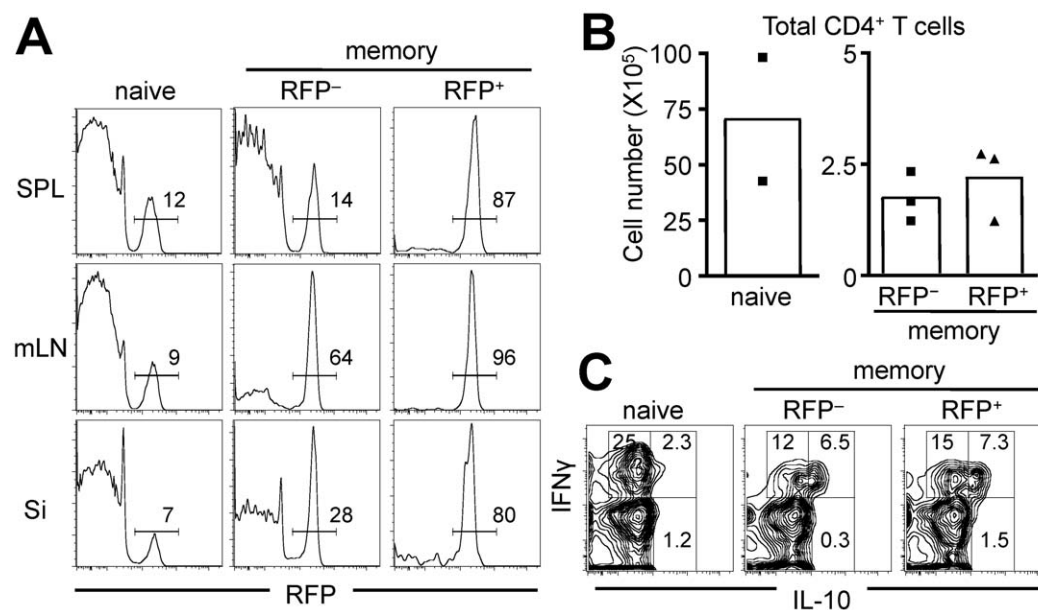 A
memory
naive
RFP⁻
RFP⁺
SPL
12
14
87
mLN
9
64
96
Si
7
28
80
RFP
B
Total CD4⁺ T cells
Cell number (X10⁵)
100
75
50
25
0
naive
5
2.5
0
RFP⁻
RFP⁺
memory
C
memory
naive
RFP⁻
RFP⁺
IFNγ
25
2.3
1.2
12
6.5
0.3
15
7.3
1.5
IL-10